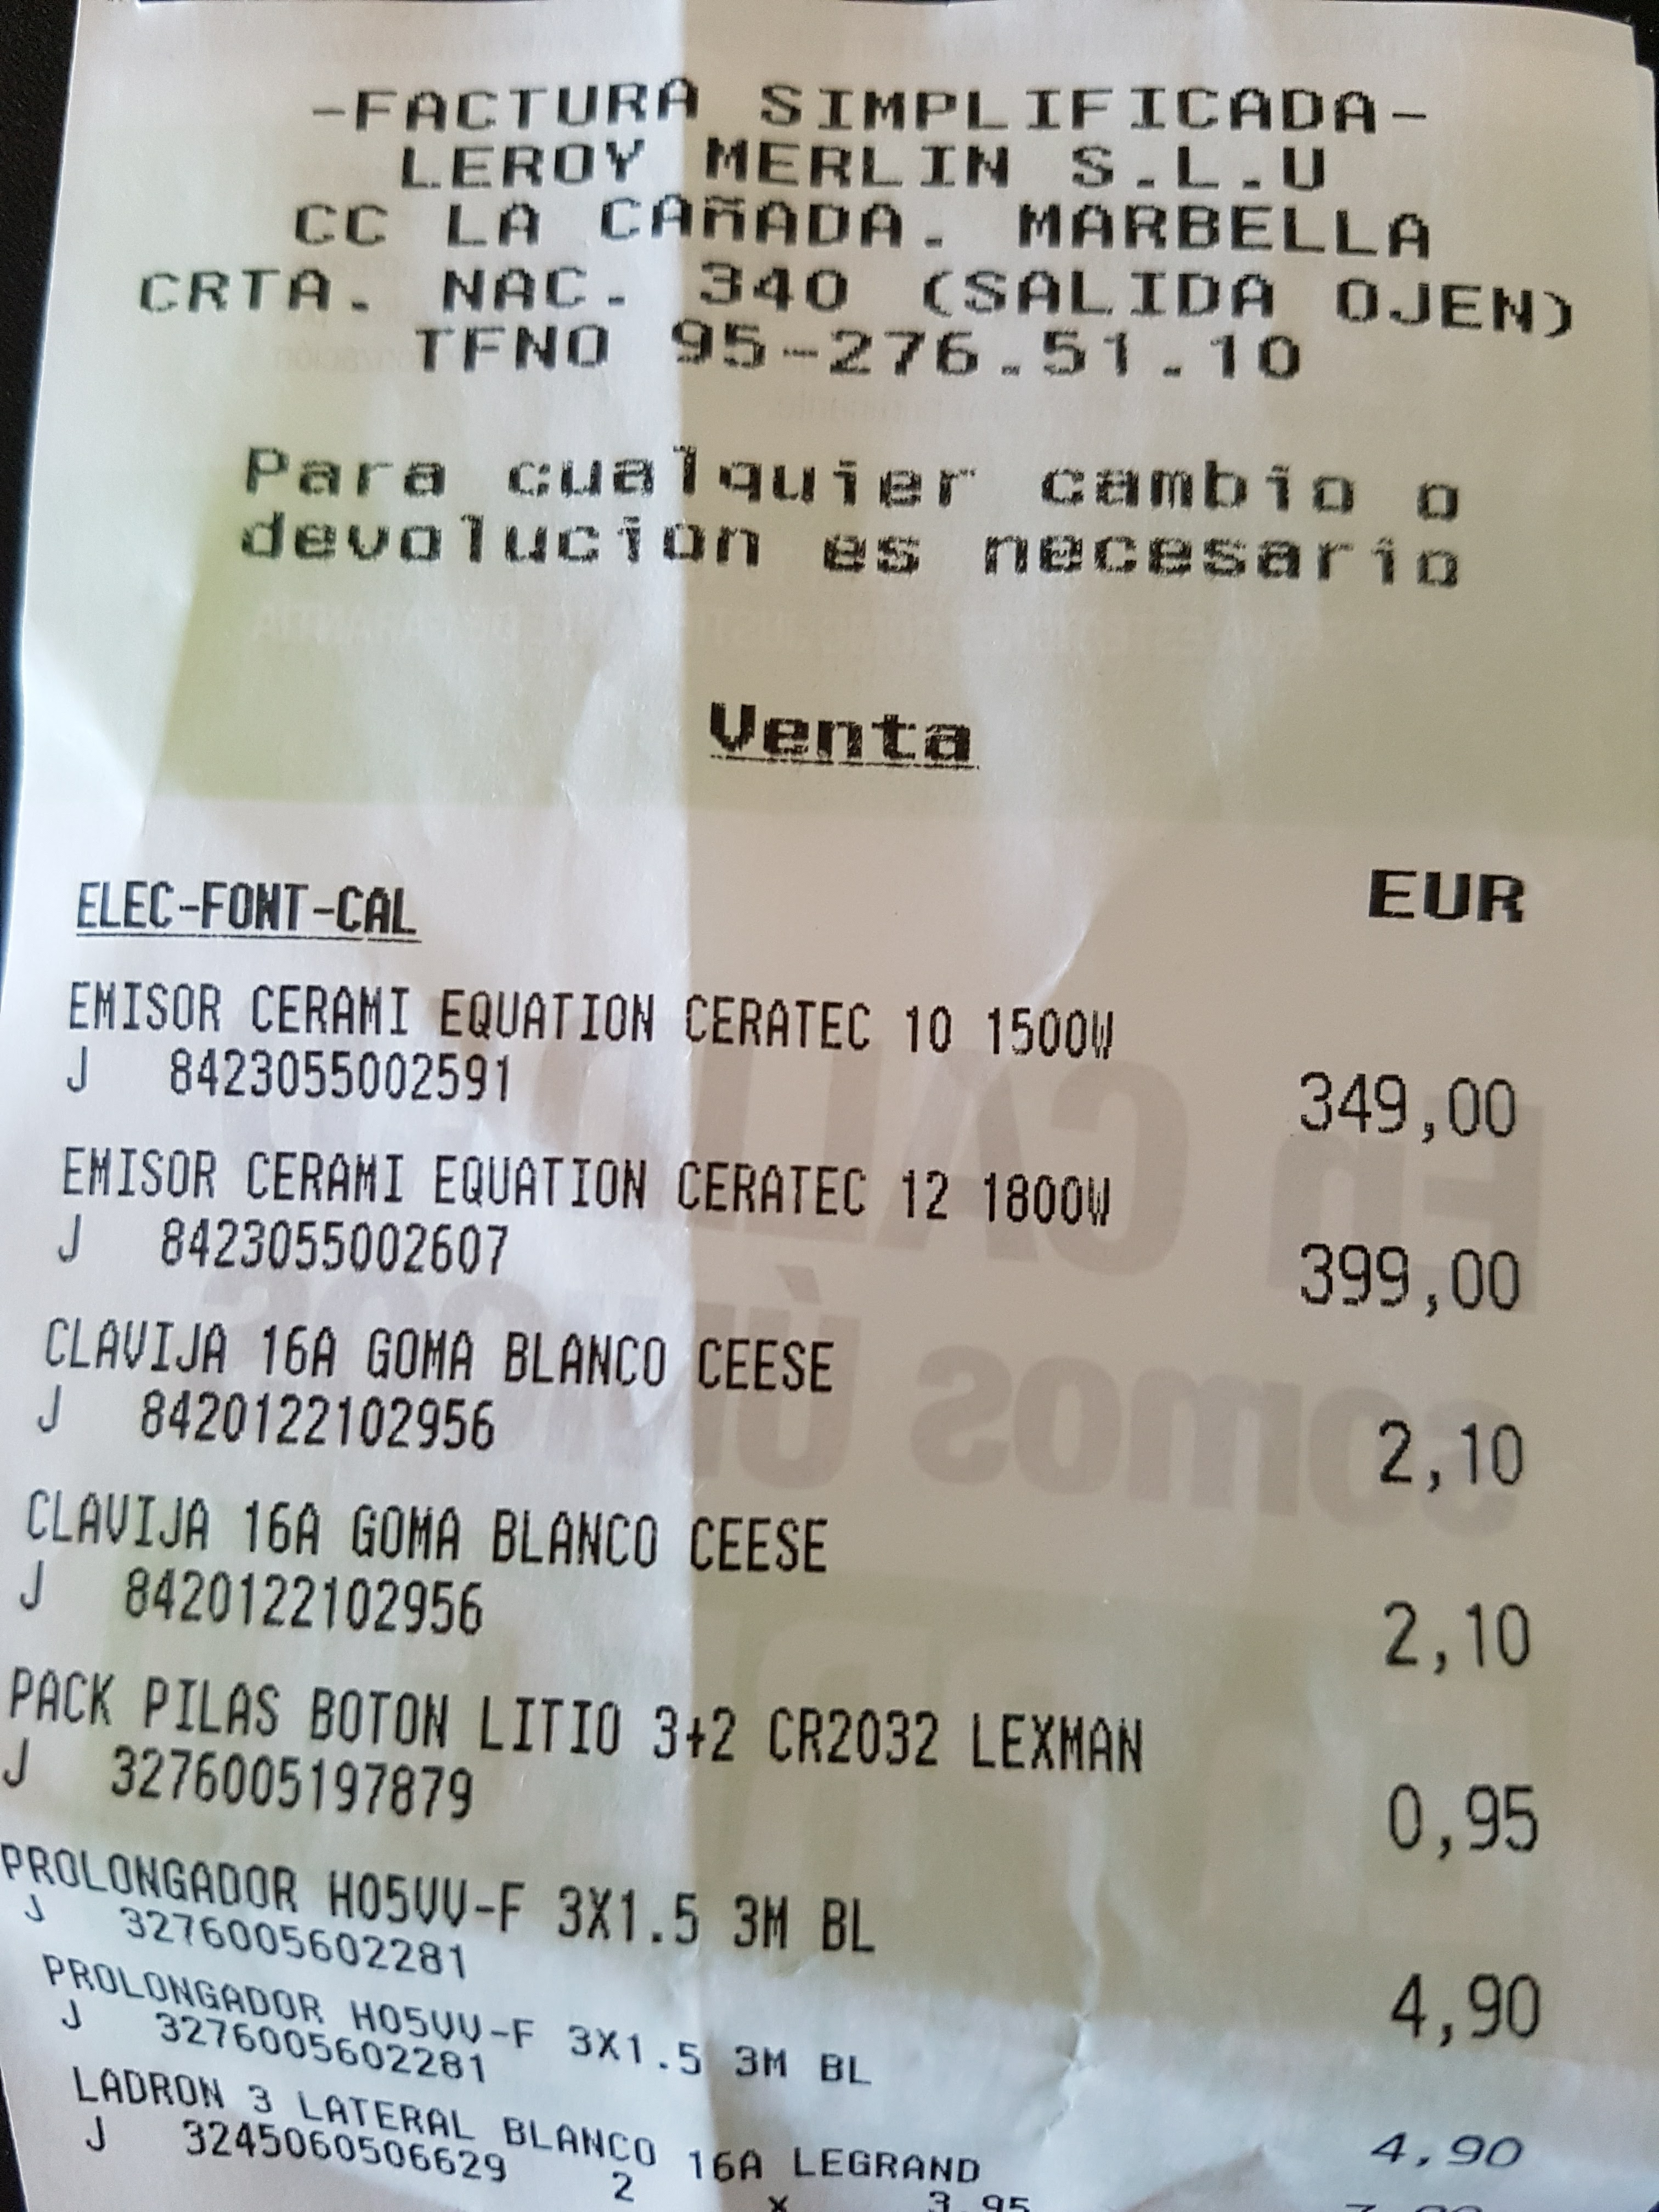 -FACTURA SIMPLIFICADA-
LEROY MERLIN S.L.U
CC LA CAÑADA. MARBELLA
CRTA. NAC. 340 (SALIDA OJEN)
TFNO 95-276.51.10
Para cualquier cambio o
devolución es necesario
Venta
ELEC-FONT-CAL EUR
EMISOR CERAMI EQUATION CERATEC 10 1500W
J 8423055002591 349,00
EMISOR CERAMI EQUATION CERATEC 12 1800W
J 8423055002607 399,00
CLAVIJA 16A GOMA BLANCO CEESE
J 8420122102956 2,10
CLAVIJA 16A GOMA BLANCO CEESE
J 8420122102956 2,10
PACK PILAS BOTON LITIO 3+2 CR2032 LEXMAN
J 3276005197879 0,95
PROLONGADOR H05VV-F 3X1.5 3M BL
J 3276005602281 4,90
PROLONGADOR H05VV-F 3X1.5 3M BL
J 3276005602281 4,90
LADRON 3 LATERAL BLANCO 16A LEGRAND
J 3245060506629 2 x 3,95